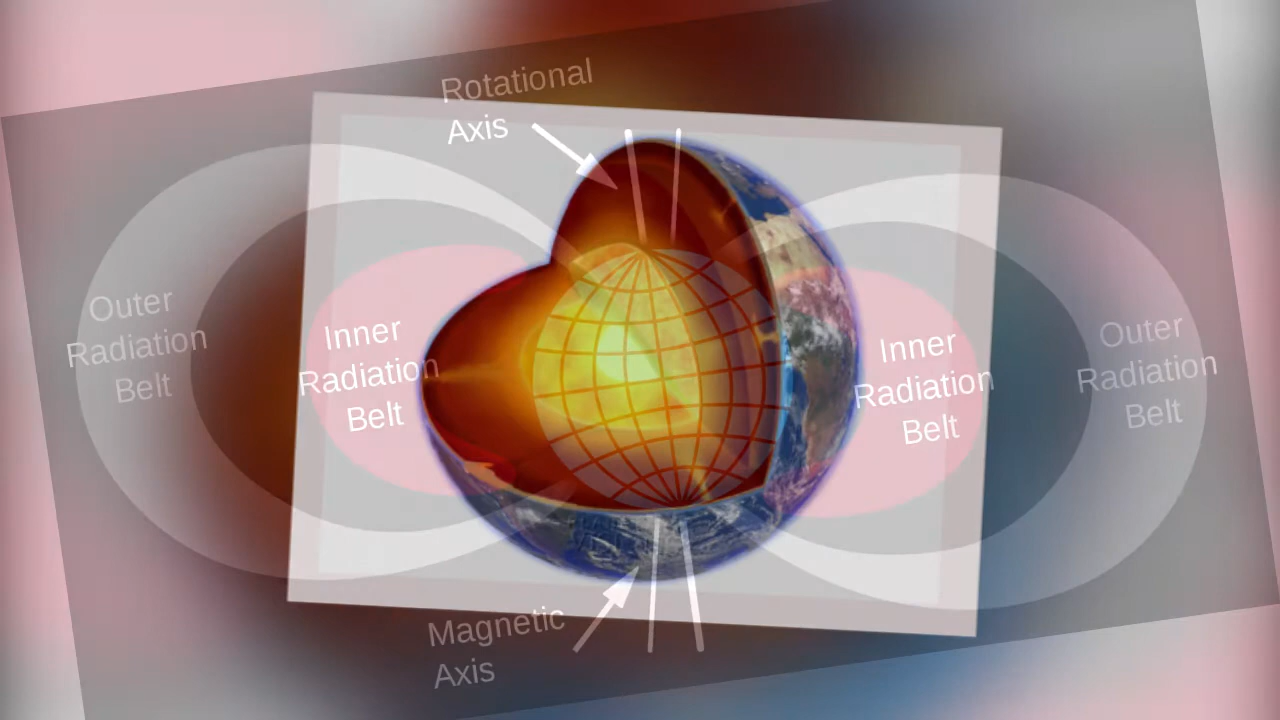 Rotational
Axis
Outer
Radiation
Belt
Inner
Radiation
Belt
Inner
Radiation
Belt
Outer
Radiation
Belt
Magnetic
Axis